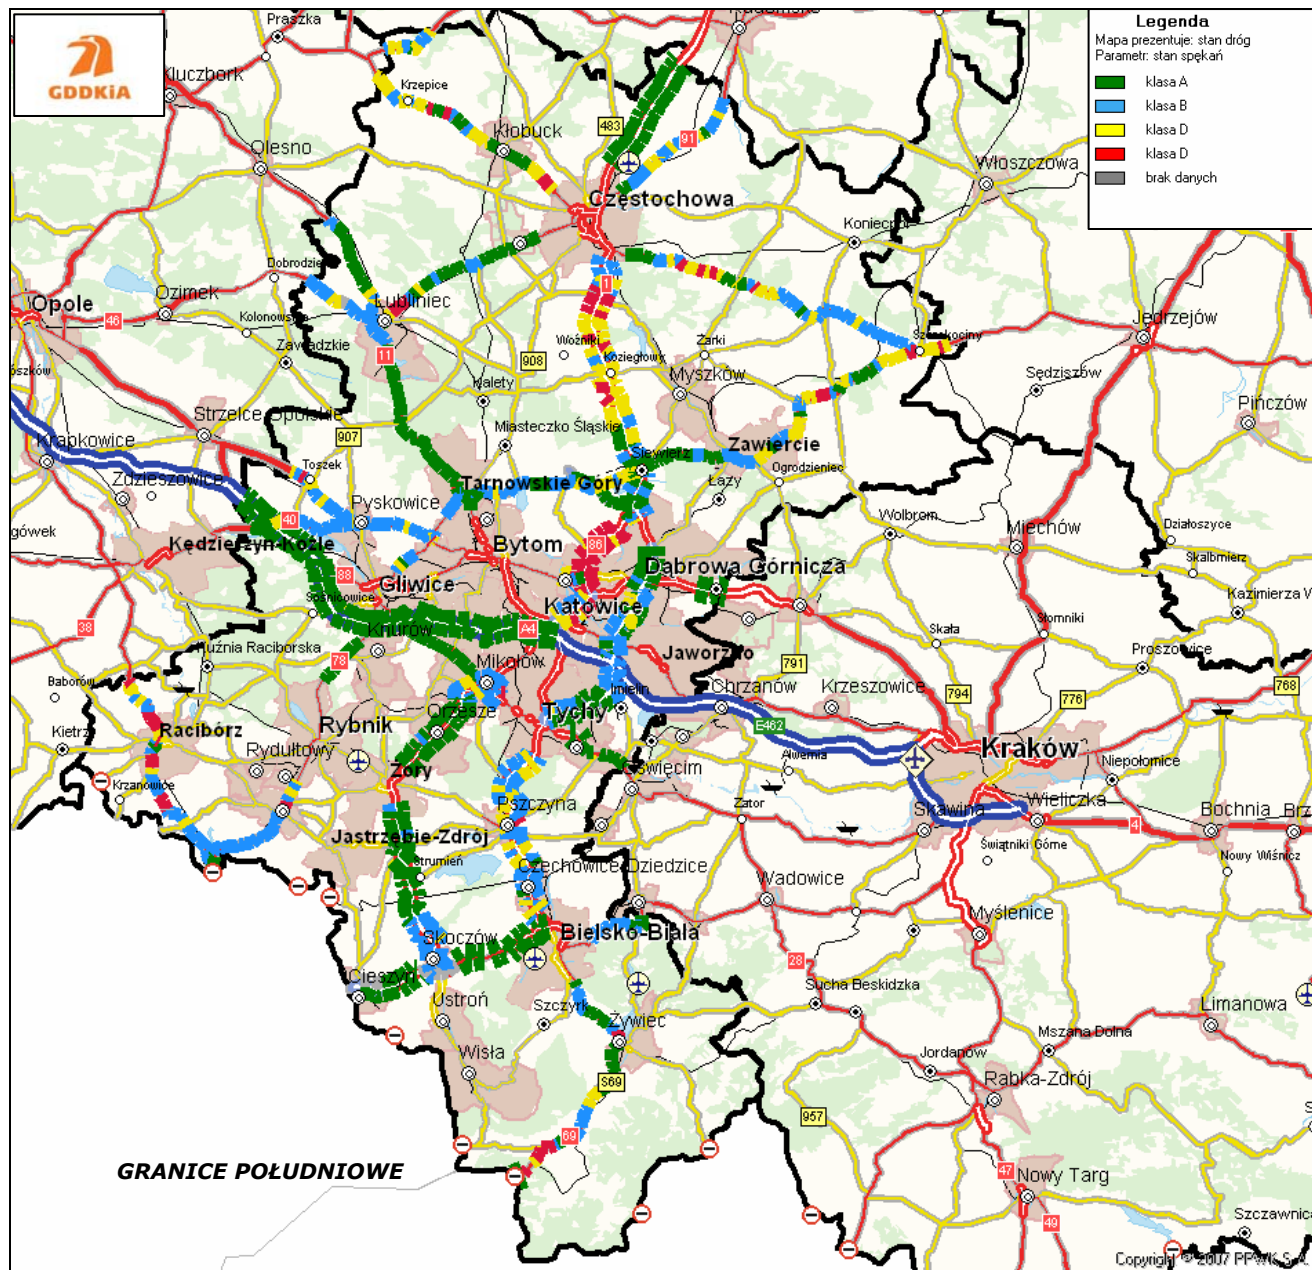 GDDKiA
Legenda
Mapa prezentuje: stan dróg
Parametr: stan spękań
klasa A
klasa B
klasa D
klasa D
brak danych
Praszka
Kluczbork
Krzepice
Kłobuck
483
91
Olesno
Włoszczowa
Częstochowa
Koniecpol
Dobrodzień
Ozimek
Lubliniec
1
Opole
46
Kolonowskie
Zawadzkie
11
908
Woźniki
Koziegłowy
Żarki
Szczekociny
Jędrzejów
Myszków
Sędziszów
Kalety
Strzelce Opolskie
907
Miasteczko Śląskie
Pińczów
Krapkowice
Zawiercie
Siewierz
Toszek
Ogrodzieniec
Zdzieszowice
Tarnowskie Góry
Łazy
Pyskowice
40
Wolbrom
Miechów
Działoszyce
Kędzierzyn-Koźle
Bytom
86
Skalbmierz
88
Gliwice
Dąbrowa Górnicza
Sośnicowice
Katowice
Kazimierza W
38
Knurów
A4
Skała
Słomniki
78
Kuźnia Raciborska
Mikołów
Jaworzno
791
Proszowice
Baborów
Imielin
Chrzanów
Krzeszowice
794
776
768
Kietrz
Racibórz
Rybnik
Orzesze
Tychy
E462
Kraków
Rydułtowy
Żory
Oświęcim
Alwernia
Niepołomice
Krzanowice
Pszczyna
Zator
Skawina
Wieliczka
4
Bochnia
Brz
Jastrzębie-Zdrój
Świątniki Górne
Nowy Wiśnicz
Strumień
Czechowice-Dziedzice
Wadowice
Skoczów
Bielsko-Biała
Myślenice
28
Cieszyn
Ustroń
Szczyrk
Sucha Beskidzka
Limanowa
Żywiec
Wisła
Mszana Dolna
Jordanów
Rabka-Zdrój
S69
957
69
GRANICE POŁUDNIOWE
47
Nowy Targ
49
Szczawnica
Copyright © 2007 PPWK S.A.